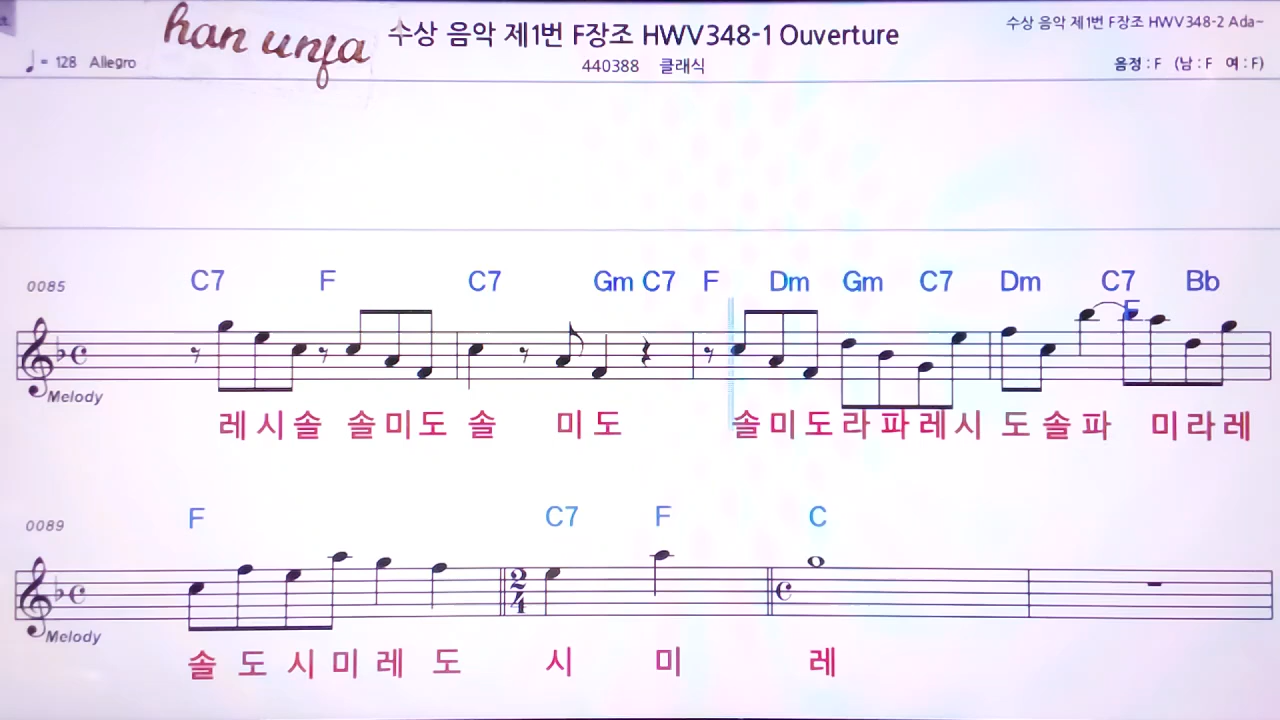 han unja
수상 음악 제1번 F장조 HWV348-1 Ouverture
수상 음악 제1번 F장조 HWV348-2 Ada-
♩ = 128 Allegro
440388 클래식
음정 : F (남 : F 여 : F)
0085 C7 F C7 Gm C7 F Dm Gm C7 Dm C7 F Bb
Melody
레 시 솔 솔 미 도 솔 미 도 솔 미 도 라 파 레 시 도 솔 파 미 라 레
0089 F C7 F C
2
4
Melody
솔 도 시 미 레 도 시 미 레